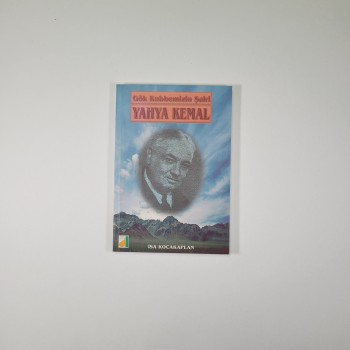 Gök Kubbemizin Şairi
YAHYA KEMAL
İSA KOCAKAPLAN